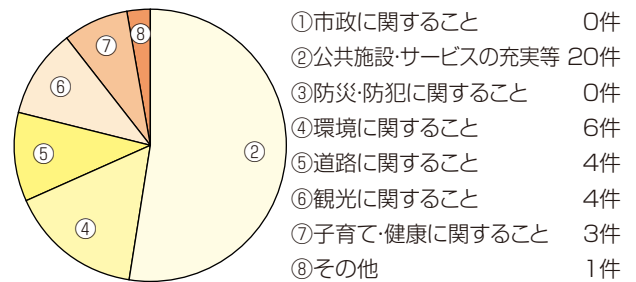 ①市政に関すること 0件
②公共施設・サービスの充実等 20件
③防災・防犯に関すること 0件
④環境に関すること 6件
⑤道路に関すること 4件
⑥観光に関すること 4件
⑦子育て・健康に関すること 3件
⑧その他 1件
⑧
⑦
⑥
②
⑤
④